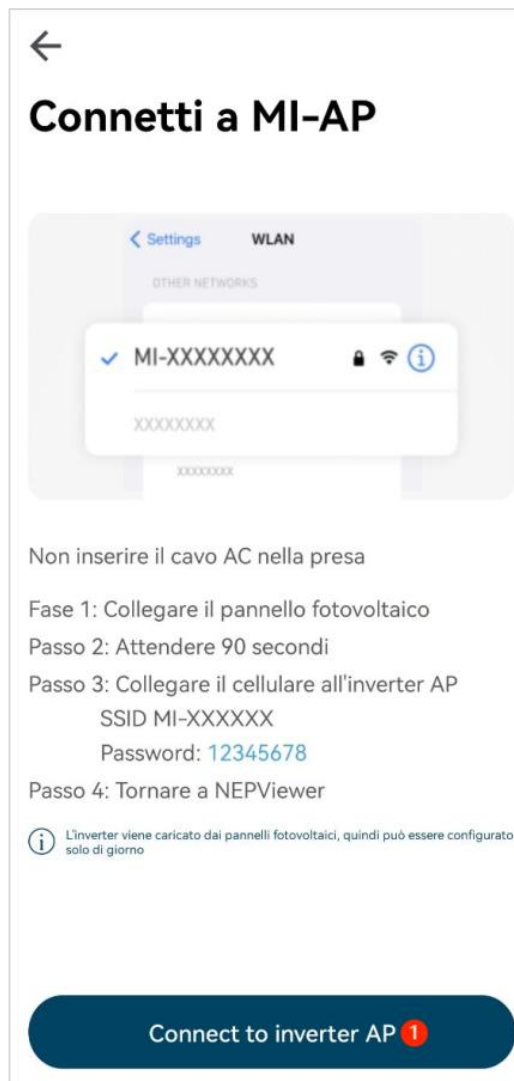 Connetti a MI-AP
Settings WLAN
OTHER NETWORKS
MI-XXXXXXXX
XXXXXXXX
XXXXXXXX
Non inserire il cavo AC nella presa
Fase 1: Collegare il pannello fotovoltaico
Passo 2: Attendere 90 secondi
Passo 3: Collegare il cellulare all'inverter AP
SSID MI-XXXXXX
Password: 12345678
Passo 4: Tornare a NEPViewer
L'inverter viene caricato dai pannelli fotovoltaici, quindi può essere configurato
solo di giorno
Connect to inverter AP 1